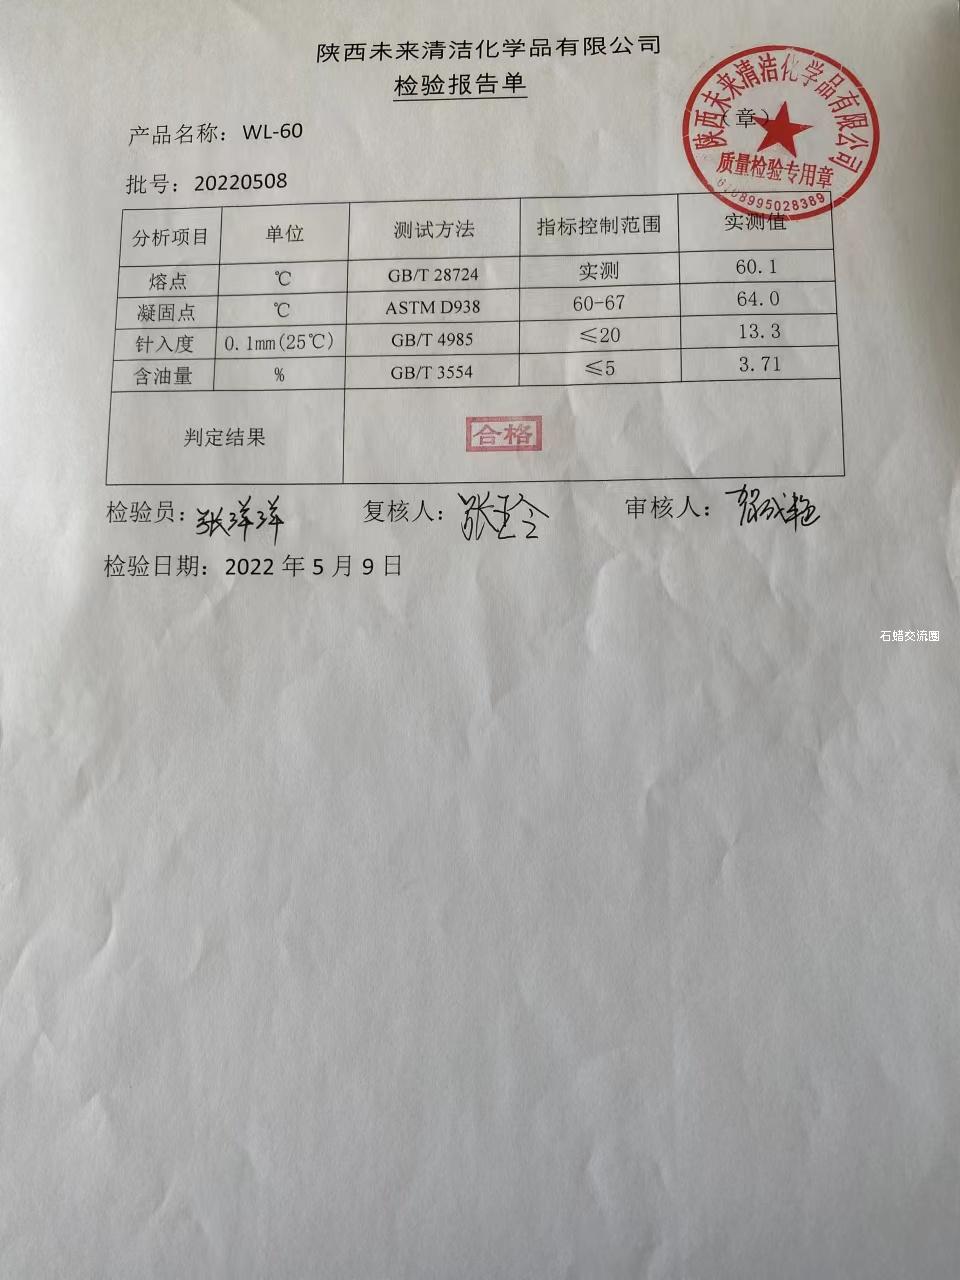 陕西未来清洁化学品有限公司
检验报告单
（章）
陕西未来清洁化学品有限公司
质量检验专用章
6108995028389
产品名称：WL-60
批号：20220508
分析项目 单位 测试方法 指标控制范围 实测值
熔点 ℃ GB/T 28724 实测 60.1
凝固点 ℃ ASTM D938 60-67 64.0
针入度 0.1mm(25℃) GB/T 4985 ≤20 13.3
含油量 % GB/T 3554 ≤5 3.71
判定结果 合格
检验员：张洋洋 复核人： 审核人：
检验日期：2022 年 5 月 9 日
石蜡交流圈